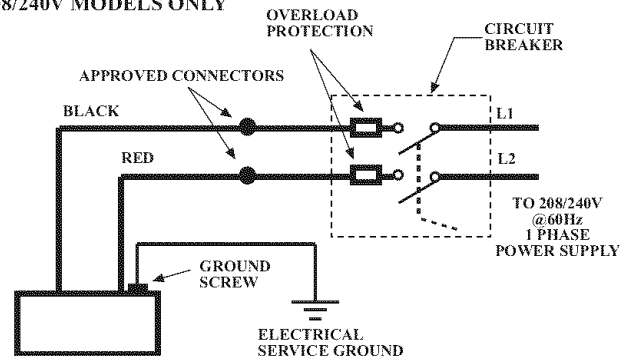 8/240V MODELS ONLY
OVERLOAD
PROTECTION
CIRCUIT
BREAKER
APPROVED CONNECTORS
BLACK
L1
RED
L2
TO 208/240V
@60Hz
1 PHASE
POWER SUPPLY
GROUND
SCREW
ELECTRICAL
SERVICE GROUND